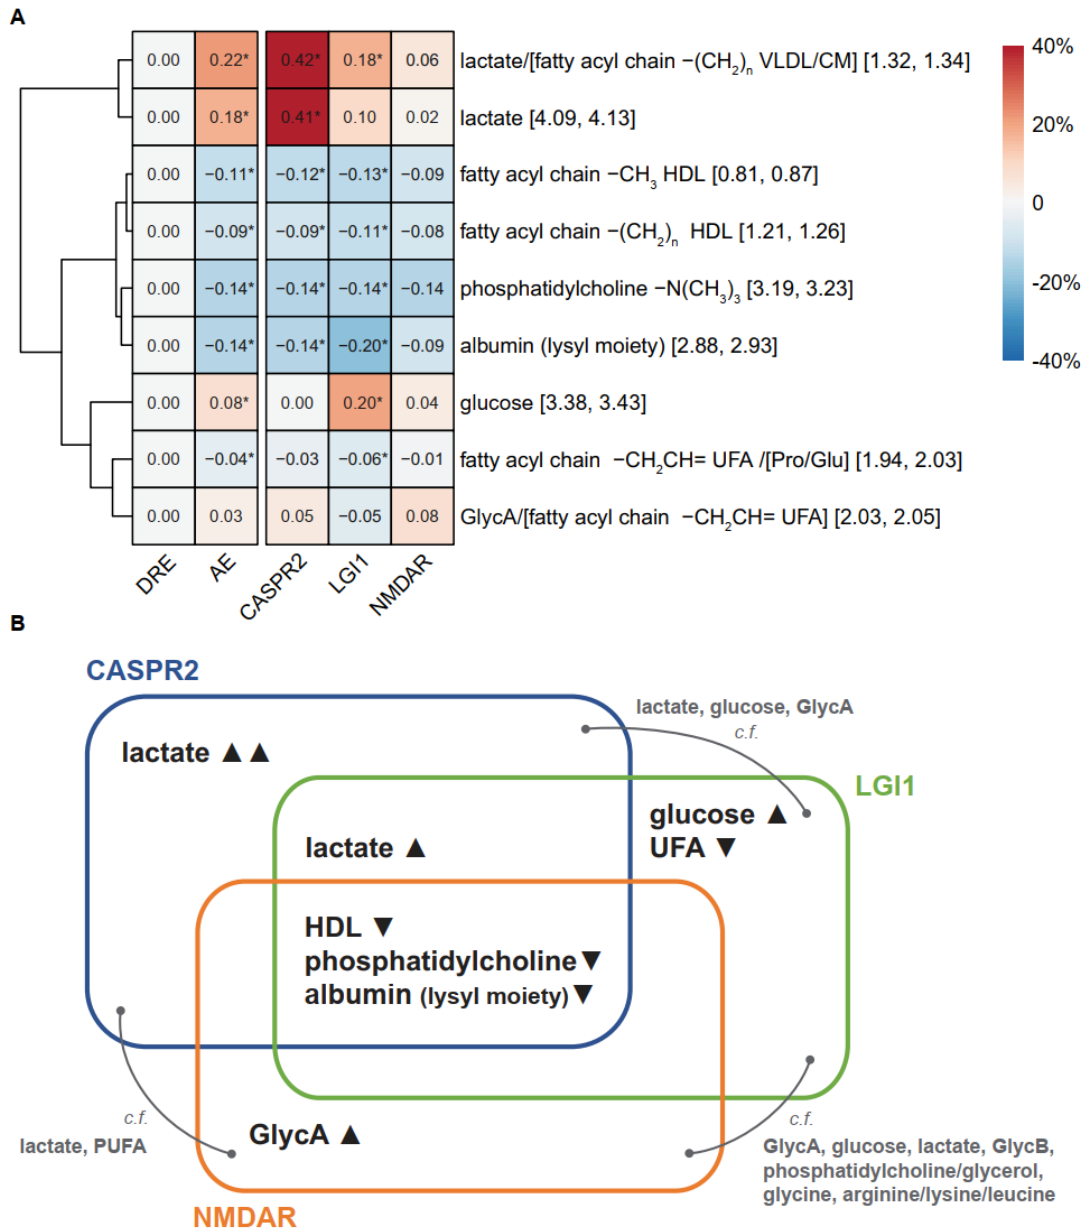 A
0.00 0.22* 0.42* 0.18* 0.06 lactate/[fatty acyl chain −(CH2)n VLDL/CM] [1.32, 1.34]
0.00 0.18* 0.41* 0.10 0.02 lactate [4.09, 4.13]
0.00 −0.11* −0.12* −0.13* −0.09 fatty acyl chain −CH3 HDL [0.81, 0.87]
0.00 −0.09* −0.09* −0.11* −0.08 fatty acyl chain −(CH2)n HDL [1.21, 1.26]
0.00 −0.14* −0.14* −0.14* −0.14 phosphatidylcholine −N(CH3)3 [3.19, 3.23]
0.00 −0.14* −0.14* −0.20* −0.09 albumin (lysyl moiety) [2.88, 2.93]
0.00 0.08* 0.00 0.20* 0.04 glucose [3.38, 3.43]
0.00 −0.04* −0.03 −0.06* −0.01 fatty acyl chain −CH2CH= UFA /[Pro/Glu] [1.94, 2.03]
0.00 0.03 0.05 −0.05 0.08 GlycA/[fatty acyl chain −CH2CH= UFA] [2.03, 2.05]
DRE AE CASPR2 LGI1 NMDAR
40%
20%
0
-20%
-40%
B
CASPR2
lactate ▲▲
lactate, glucose, GlycA
c.f.
LGI1
glucose ▲
UFA ▼
lactate ▲
HDL ▼
phosphatidylcholine ▼
albumin (lysyl moiety) ▼
c.f.
lactate, PUFA
GlycA ▲
c.f.
GlycA, glucose, lactate, GlycB,
phosphatidylcholine/glycerol,
glycine, arginine/lysine/leucine
NMDAR